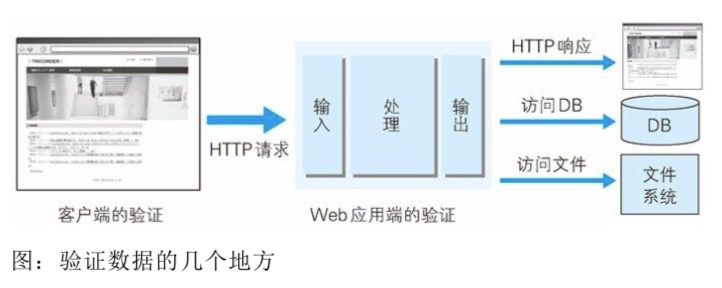 TRICORDER
HTTP请求
输入
处理
输出
HTTP响应
访问DB
访问文件
DB
文件
系统
客户端的验证
Web应用端的验证
图：验证数据的几个地方